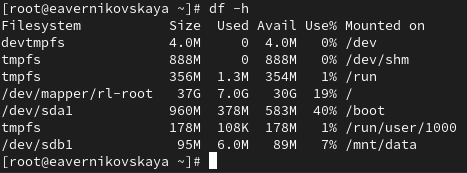 [root@eavernikovskaya ~]# df -h
Filesystem           Size  Used Avail Use% Mounted on
devtmpfs             4.0M     0  4.0M   0% /dev
tmpfs                888M     0  888M   0% /dev/shm
tmpfs                356M  1.3M  354M   1% /run
/dev/mapper/rl-root   37G  7.0G   30G  19% /
/dev/sda1            960M  378M  583M  40% /boot
tmpfs                178M  108K  178M   1% /run/user/1000
/dev/sdb1             95M  6.0M   89M   7% /mnt/data
[root@eavernikovskaya ~]#